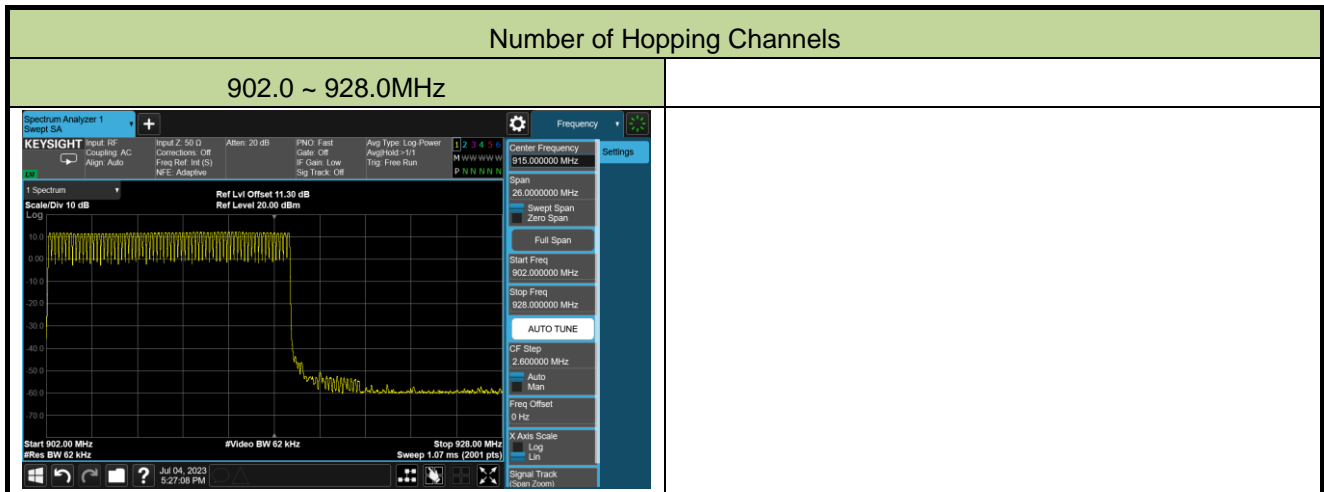 Number of Hopping Channels
902.0 ~ 928.0MHz
Spectrum Analyzer 1
Swept SA
+
Frequency
KEYSIGHT
Input: RF
Coupling: AC
Align: Auto
Input Z: 50 Ω
Corrections: Off
Freq Ref: Int (S)
NFE: Adaptive
Atten: 20 dB
PNO: Fast
Gate: Off
IF Gain: Low
Sig Track: Off
Avg Type: Log-Power
Avg|Hold:>1/1
Trig: Free Run
1 2 3 4 5 6
M W W W W W
P N N N N N
1 Spectrum
Scale/Div 10 dB
Log
Ref Lvl Offset 11.30 dB
Ref Level 20.00 dBm
10.0
0.00
-10.0
-20.0
-30.0
-40.0
-50.0
-60.0
-70.0
Start 902.00 MHz
#Res BW 62 kHz
#Video BW 62 kHz
Stop 928.00 MHz
Sweep 1.07 ms (2001 pts)
Center Frequency
915.000000 MHz
Settings
Span
26.0000000 MHz
Swept Span
Zero Span
Full Span
Start Freq
902.000000 MHz
Stop Freq
928.000000 MHz
AUTO TUNE
CF Step
2.600000 MHz
Auto
Man
Freq Offset
0 Hz
X Axis Scale
Log
Lin
Signal Track
(Span Zoom)
?
Jul 04, 2023
5:27:08 PM